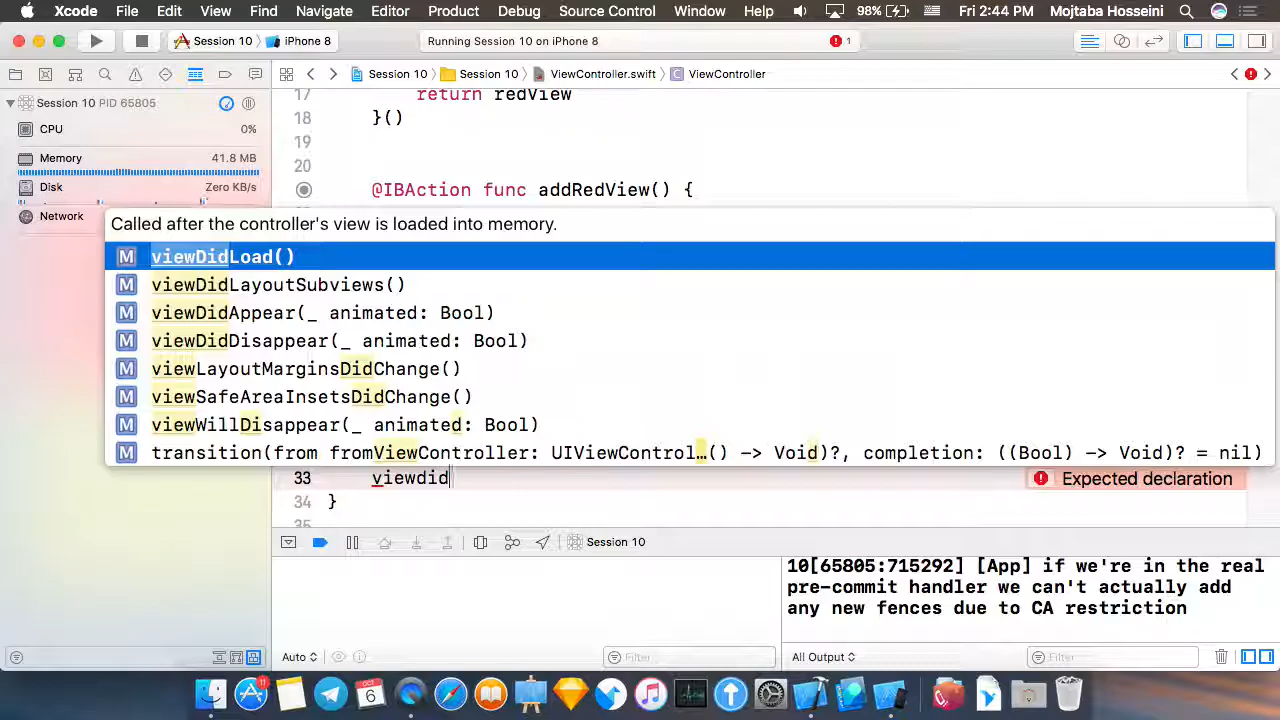 Xcode File Edit View Find Navigate Editor Product Debug Source Control Window Help 98% Fri 2:44 PM Mojtaba Hosseini
Session 10 iPhone 8 Running Session 10 on iPhone 8 1
Session 10 Session 10 ViewController.swift ViewController
Session 10 PID 65805
CPU 0%
Memory 41.8 MB
Disk Zero KB/s
Network
17 return redView
18 }()
19
20
@IBAction func addRedView() {
Called after the controller's view is loaded into memory.
M viewDidLoad()
M viewDidLayoutSubviews()
M viewDidAppear(_ animated: Bool)
M viewDidDisappear(_ animated: Bool)
M viewLayoutMarginsDidChange()
M viewSafeAreaInsetsDidChange()
M viewWillDisappear(_ animated: Bool)
M transition(from fromViewController: UIViewControl…() -> Void)?, completion: ((Bool) -> Void)? = nil)
33 viewdid Expected declaration
34 }
35
Session 10
10[65805:715292] [App] if we're in the real
pre-commit handler we can't actually add
any new fences due to CA restriction
Auto Filter All Output Filter
11
6